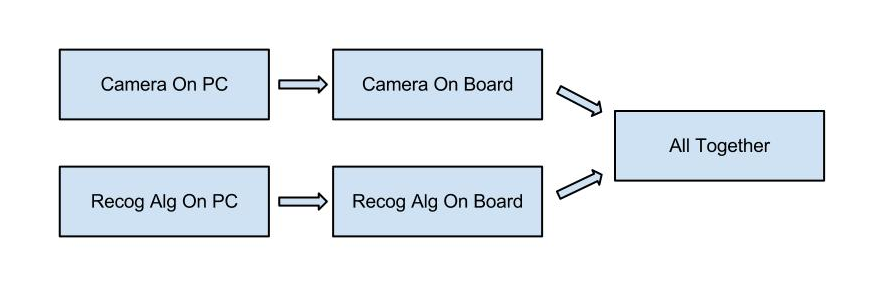 Camera On PC
Camera On Board
All Together
Recog Alg On PC
Recog Alg On Board